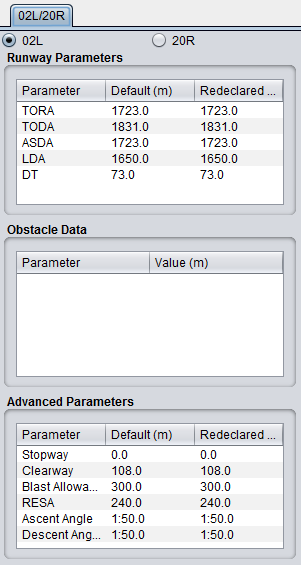 02L/20R
02L 20R
Runway Parameters
Parameter Default (m) Redeclared ...
TORA 1723.0 1723.0
TODA 1831.0 1831.0
ASDA 1723.0 1723.0
LDA 1650.0 1650.0
DT 73.0 73.0
Obstacle Data
Parameter Value (m)
Advanced Parameters
Parameter Default (m) Redeclared ...
Stopway 0.0 0.0
Clearway 108.0 108.0
Blast Allowa... 300.0 300.0
RESA 240.0 240.0
Ascent Angle 1:50.0 1:50.0
Descent Ang... 1:50.0 1:50.0